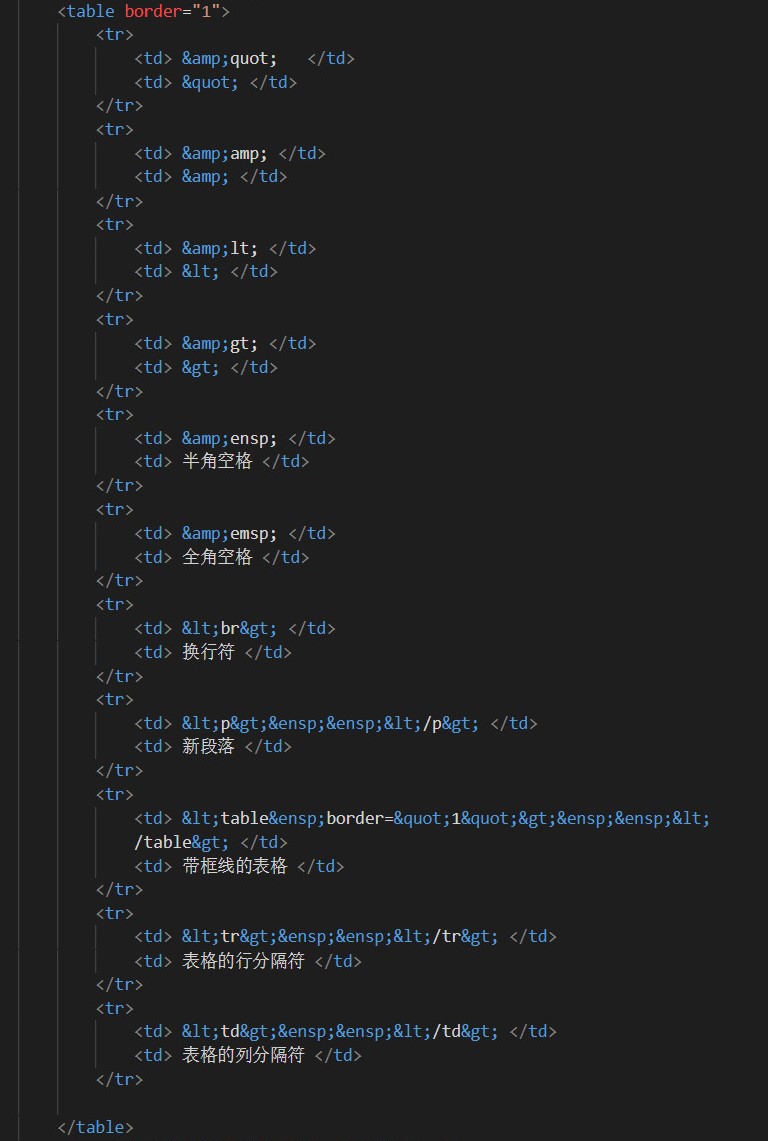 <table border="1">
<tr>
<td> &amp;quot;   </td>
<td> &quot; </td>
</tr>
<tr>
<td> &amp;amp; </td>
<td> &amp; </td>
</tr>
<tr>
<td> &amp;lt; </td>
<td> &lt; </td>
</tr>
<tr>
<td> &amp;gt; </td>
<td> &gt; </td>
</tr>
<tr>
<td> &amp;ensp; </td>
<td> 半角空格 </td>
</tr>
<tr>
<td> &amp;emsp; </td>
<td> 全角空格 </td>
</tr>
<tr>
<td> &lt;br&gt; </td>
<td> 换行符 </td>
</tr>
<tr>
<td> &lt;p&gt;&ensp;&ensp;&lt;/p&gt; </td>
<td> 新段落 </td>
</tr>
<tr>
<td> &lt;table&ensp;border=&quot;1&quot;&gt;&ensp;&ensp;&lt;
/table&gt; </td>
<td> 带框线的表格 </td>
</tr>
<tr>
<td> &lt;tr&gt;&ensp;&ensp;&lt;/tr&gt; </td>
<td> 表格的行分隔符 </td>
</tr>
<tr>
<td> &lt;td&gt;&ensp;&ensp;&lt;/td&gt; </td>
<td> 表格的列分隔符 </td>
</tr>
</table>